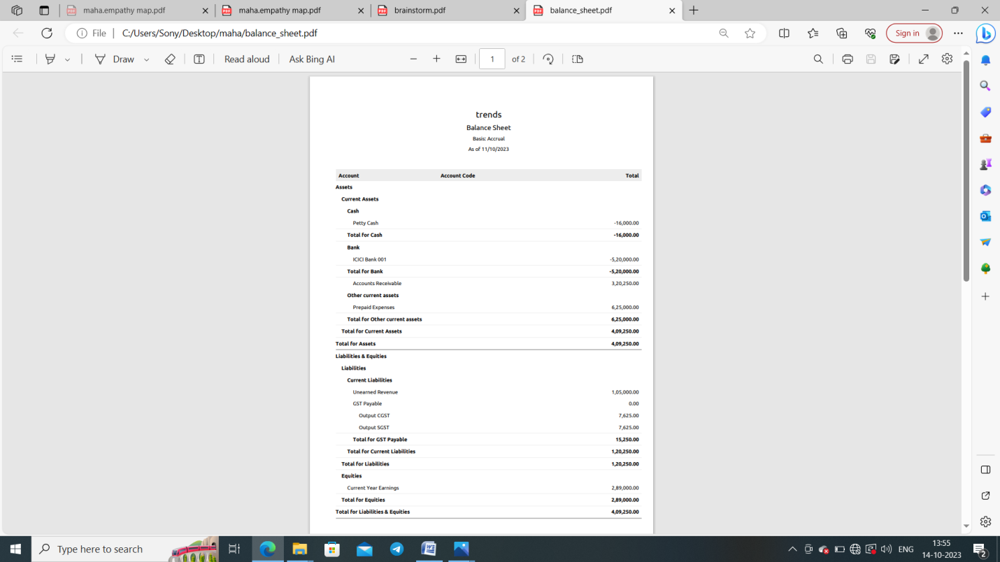 maha.empathy map.pdf
maha.empathy map.pdf
brainstorm.pdf
balance_sheet.pdf
File
C:/Users/Sony/Desktop/maha/balance_sheet.pdf
Sign in
Draw
Read aloud
Ask Bing AI
1 of 2
trends
Balance Sheet
Basis: Accrual
As of 11/10/2023
Account Account Code Total
Assets
Current Assets
Cash
Petty Cash -16,000.00
Total for Cash -16,000.00
Bank
ICICI Bank 001 -5,20,000.00
Total for Bank -5,20,000.00
Accounts Receivable 3,20,250.00
Other current assets
Prepaid Expenses 6,25,000.00
Total for Other current assets 6,25,000.00
Total for Current Assets 4,09,250.00
Total for Assets 4,09,250.00
Liabilities & Equities
Liabilities
Current Liabilities
Unearned Revenue 1,05,000.00
GST Payable 0.00
Output CGST 7,625.00
Output SGST 7,625.00
Total for GST Payable 15,250.00
Total for Current Liabilities 1,20,250.00
Total for Liabilities 1,20,250.00
Equities
Current Year Earnings 2,89,000.00
Total for Equities 2,89,000.00
Total for Liabilities & Equities 4,09,250.00
Type here to search
ENG
13:55
14-10-2023
2